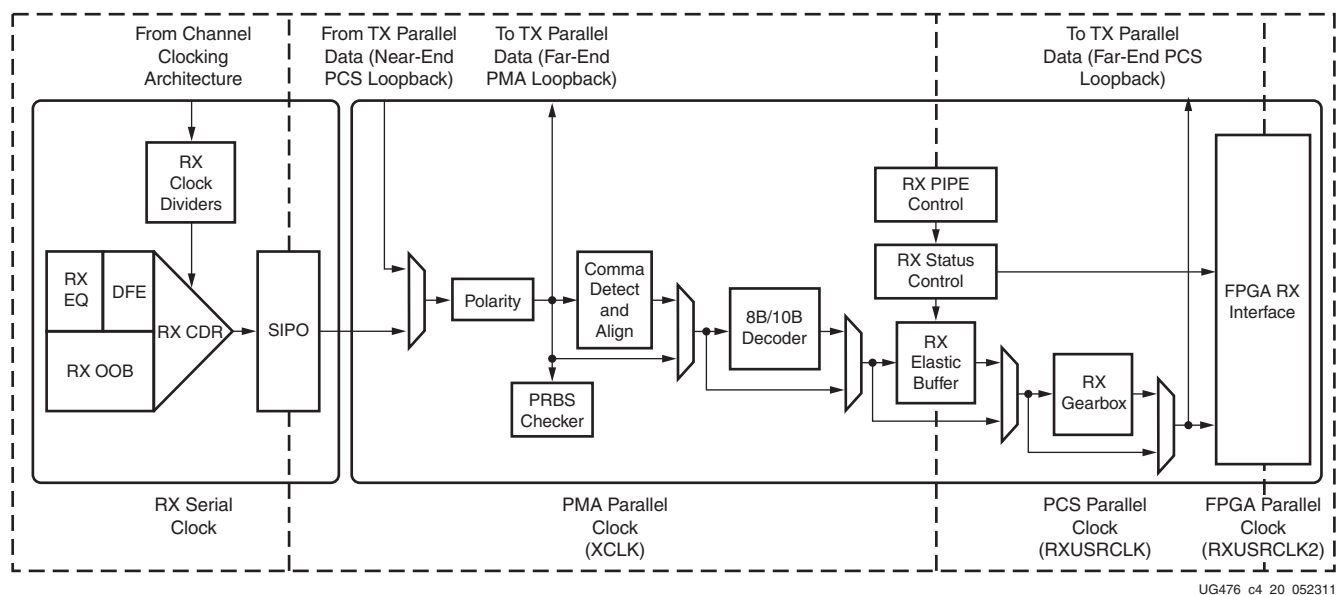 From Channel
Clocking
Architecture
From TX Parallel
Data (Near-End
PCS Loopback)
To TX Parallel
Data (Far-End
PMA Loopback)
To TX Parallel
Data (Far-End PCS
Loopback)
RX
Clock
Dividers
RX
EQ
DFE
RX CDR
RX OOB
SIPO
Polarity
Comma
Detect
and
Align
PRBS
Checker
8B/10B
Decoder
RX PIPE
Control
RX Status
Control
RX
Elastic
Buffer
RX
Gearbox
FPGA RX
Interface
RX Serial
Clock
PMA Parallel
Clock
(XCLK)
PCS Parallel
Clock
(RXUSRCLK)
FPGA Parallel
Clock
(RXUSRCLK2)
UG476_c4_20_052311